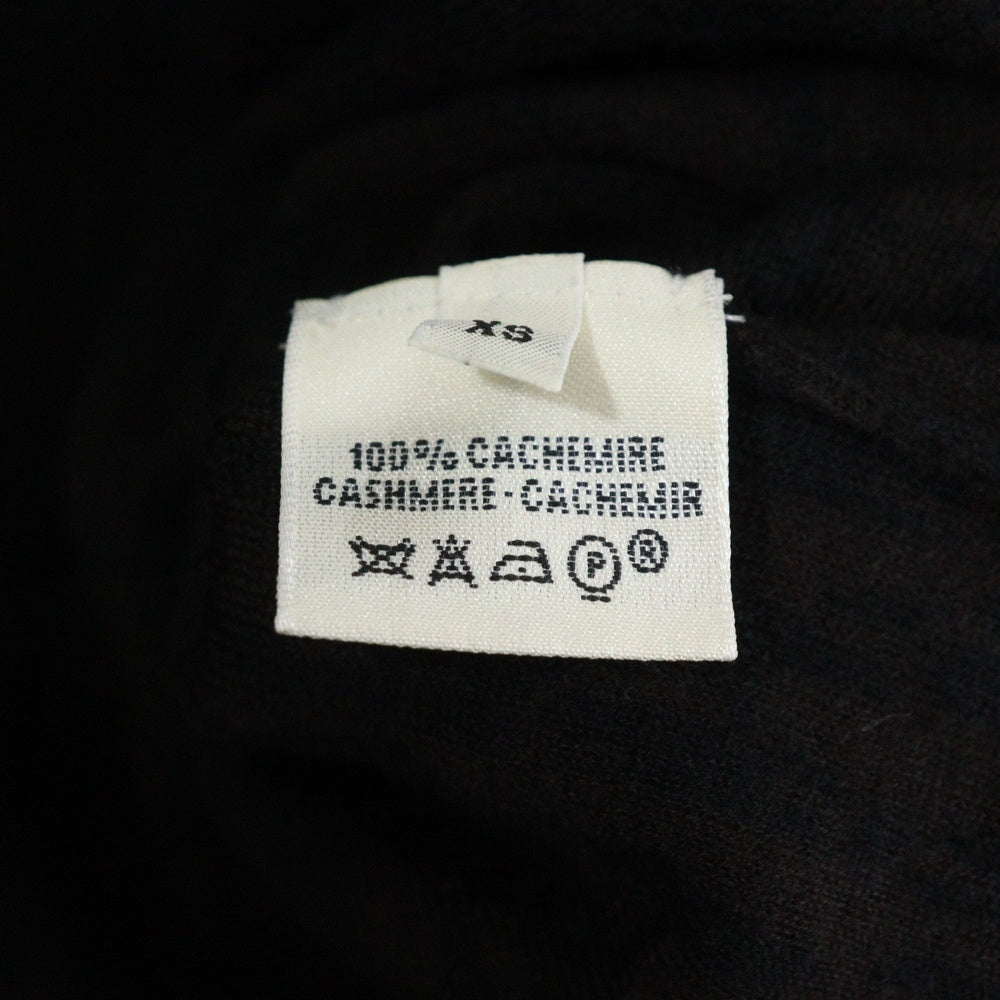 XS
100% CACHEMIRE
CASHMERE-CACHEMIR
P ®